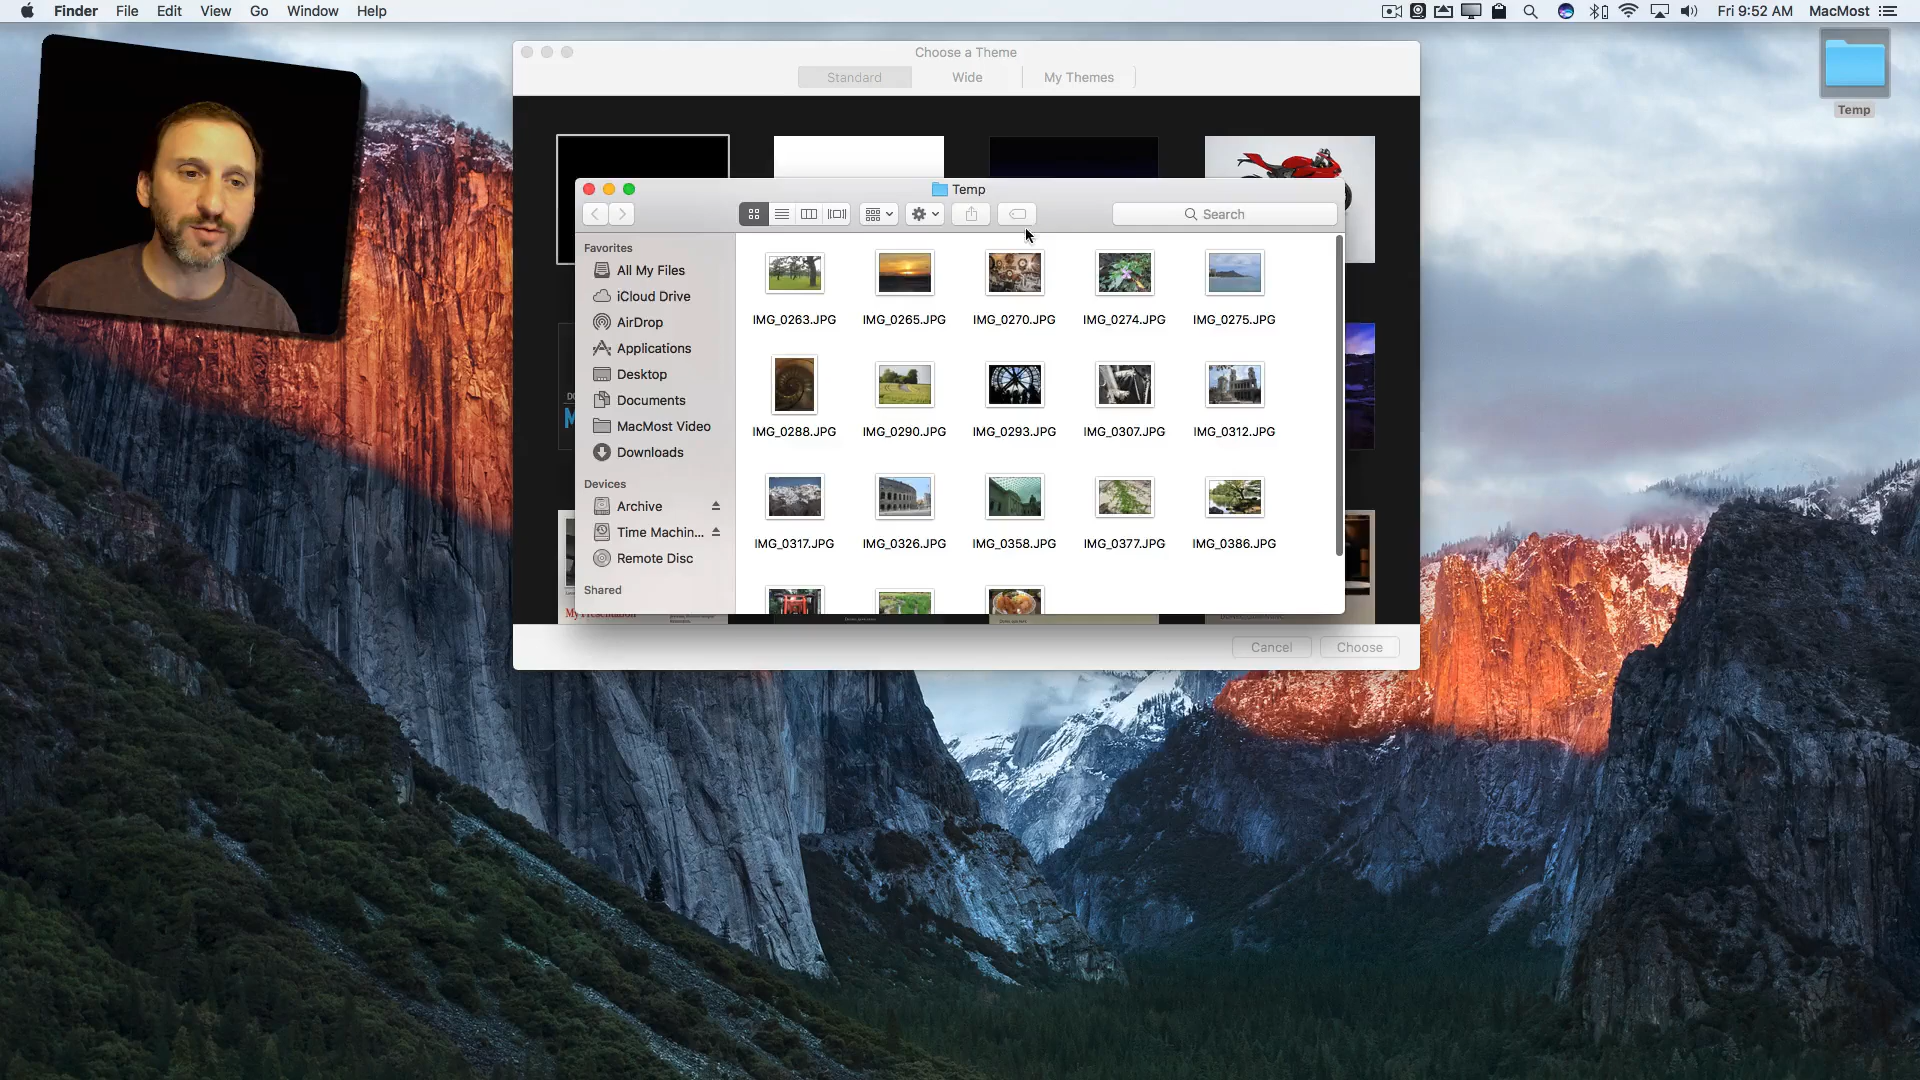 Finder File Edit View Go Window Help
Fri 9:52 AM MacMost
Temp
Choose a Theme
Standard Wide My Themes
Temp
Search
Favorites
All My Files
iCloud Drive
AirDrop
Applications
Desktop
Documents
MacMost Video
Downloads
Devices
Archive
Time Machin...
Remote Disc
Shared
IMG_0263.JPG IMG_0265.JPG IMG_0270.JPG IMG_0274.JPG IMG_0275.JPG
IMG_0288.JPG IMG_0290.JPG IMG_0293.JPG IMG_0307.JPG IMG_0312.JPG
IMG_0317.JPG IMG_0326.JPG IMG_0358.JPG IMG_0377.JPG IMG_0386.JPG
My Presentation
Cancel Choose